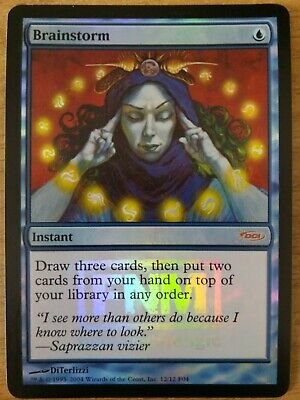 Brainstorm
DCI
Instant
Draw three cards, then put two
cards from your hand on top of
your library in any order.
"I see more than others do because I
know where to look."
—Saprazzan vizier
DiTerlizzi
™ & © 1993-2004 Wizards of the Coast, Inc. 12/12 F04